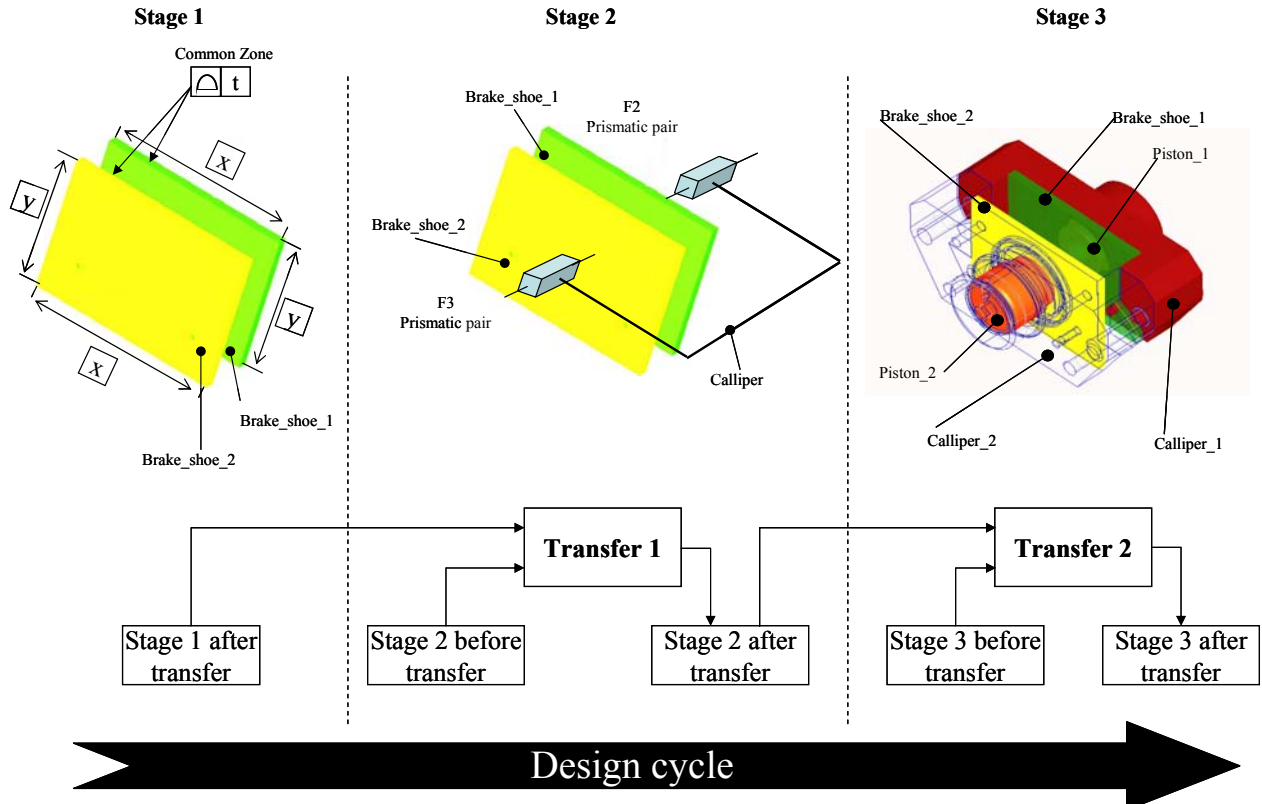 Stage 1
Stage 2
Stage 3
Common Zone
t
x
y
y
x
Brake_shoe_1
Brake_shoe_2
Brake_shoe_1
F2
Prismatic pair
Brake_shoe_2
F3
Prismatic pair
Calliper
Brake_shoe_2
Brake_shoe_1
Piston_1
Piston_2
Calliper_2
Calliper_1
Transfer 1
Transfer 2
Stage 1 after
transfer
Stage 2 before
transfer
Stage 2 after
transfer
Stage 3 before
transfer
Stage 3 after
transfer
Design cycle